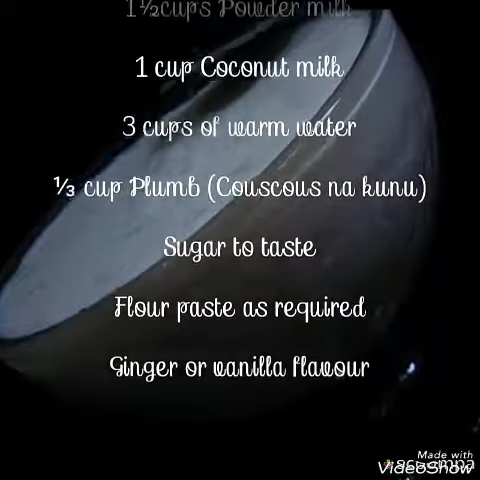 1½cups Powder milk
1 cup Coconut milk
3 cups of warm water
⅓ cup Plumb (Couscous na kunu)
Sugar to taste
Flour paste as required
Ginger or vanilla flavour
Made with
VideoShow